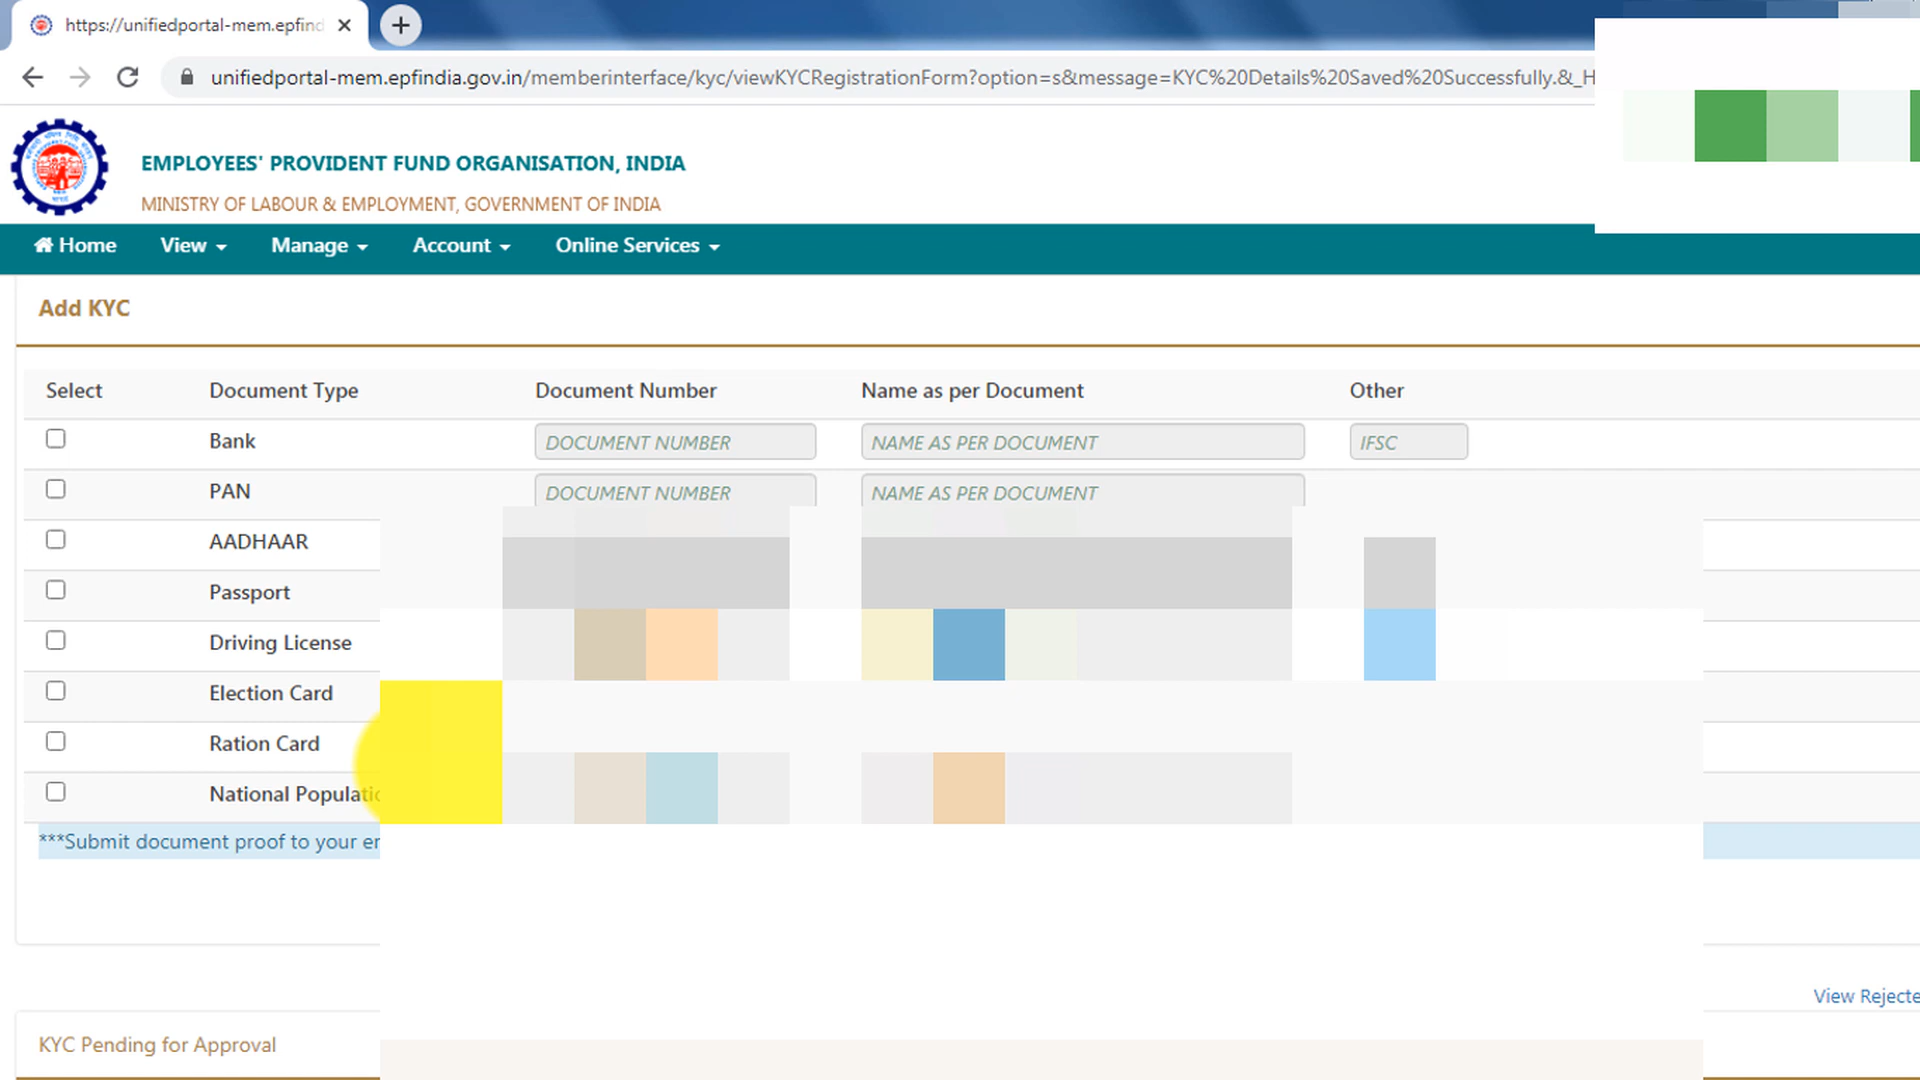 https://unifiedportal-mem.epfind
unifiedportal-mem.epfindia.gov.in/memberinterface/kyc/viewKYCRegistrationForm?option=s&message=KYC%20Details%20Saved%20Successfully.&_H
EMPLOYEES' PROVIDENT FUND ORGANISATION, INDIA
MINISTRY OF LABOUR & EMPLOYMENT, GOVERNMENT OF INDIA
Home View Manage Account Online Services
Add KYC
Select Document Type Document Number Name as per Document Other
Bank DOCUMENT NUMBER NAME AS PER DOCUMENT IFSC
PAN DOCUMENT NUMBER NAME AS PER DOCUMENT
AADHAAR
Passport
Driving License
Election Card
Ration Card
National Populatio
***Submit document proof to your er
View Rejecte
KYC Pending for Approval